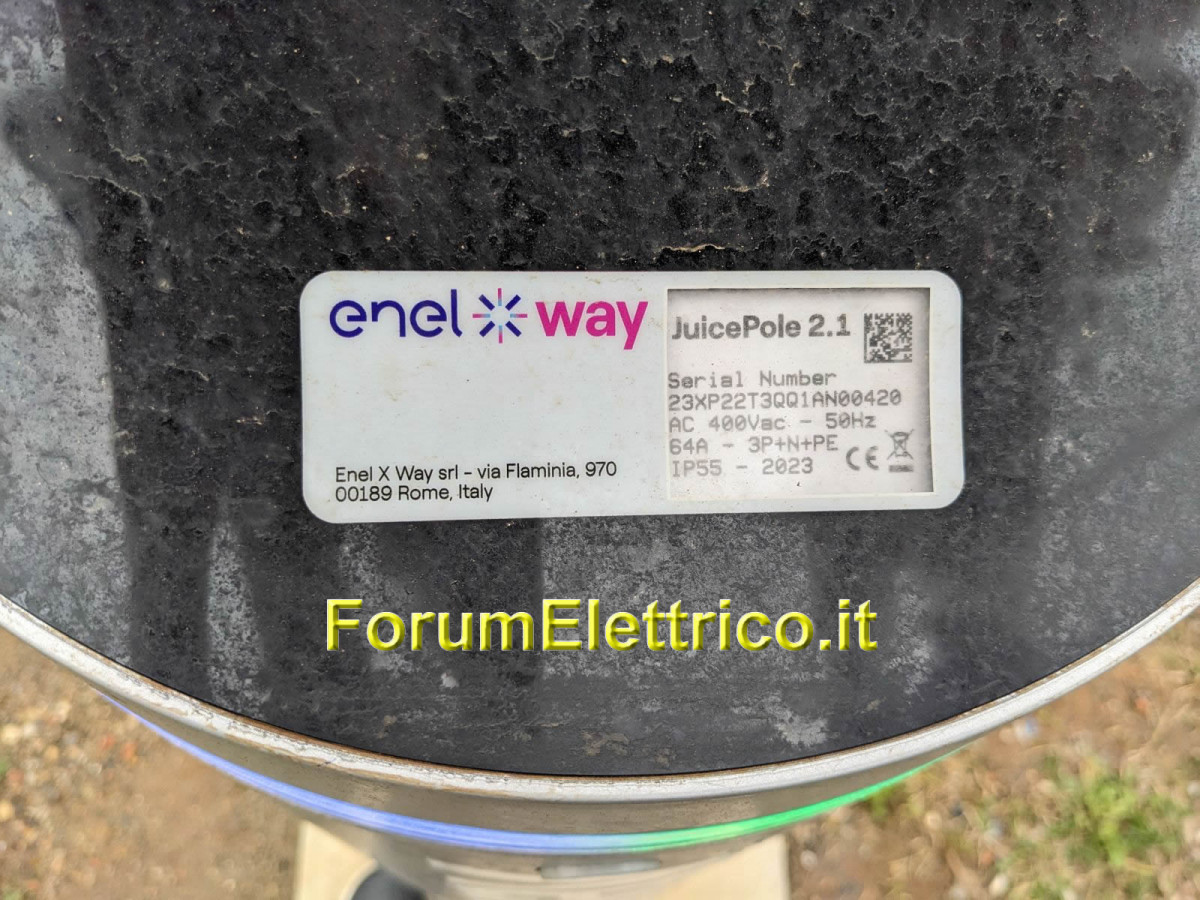 enel way
Enel X Way srl - via Flaminia, 970
00189 Rome, Italy
JuicePole 2.1
Serial Number
23XP22T3QQ1AN00420
AC 400Vac - 50Hz
64A - 3P+N+PE
IP55 - 2023 CE
ForumElettrico.it